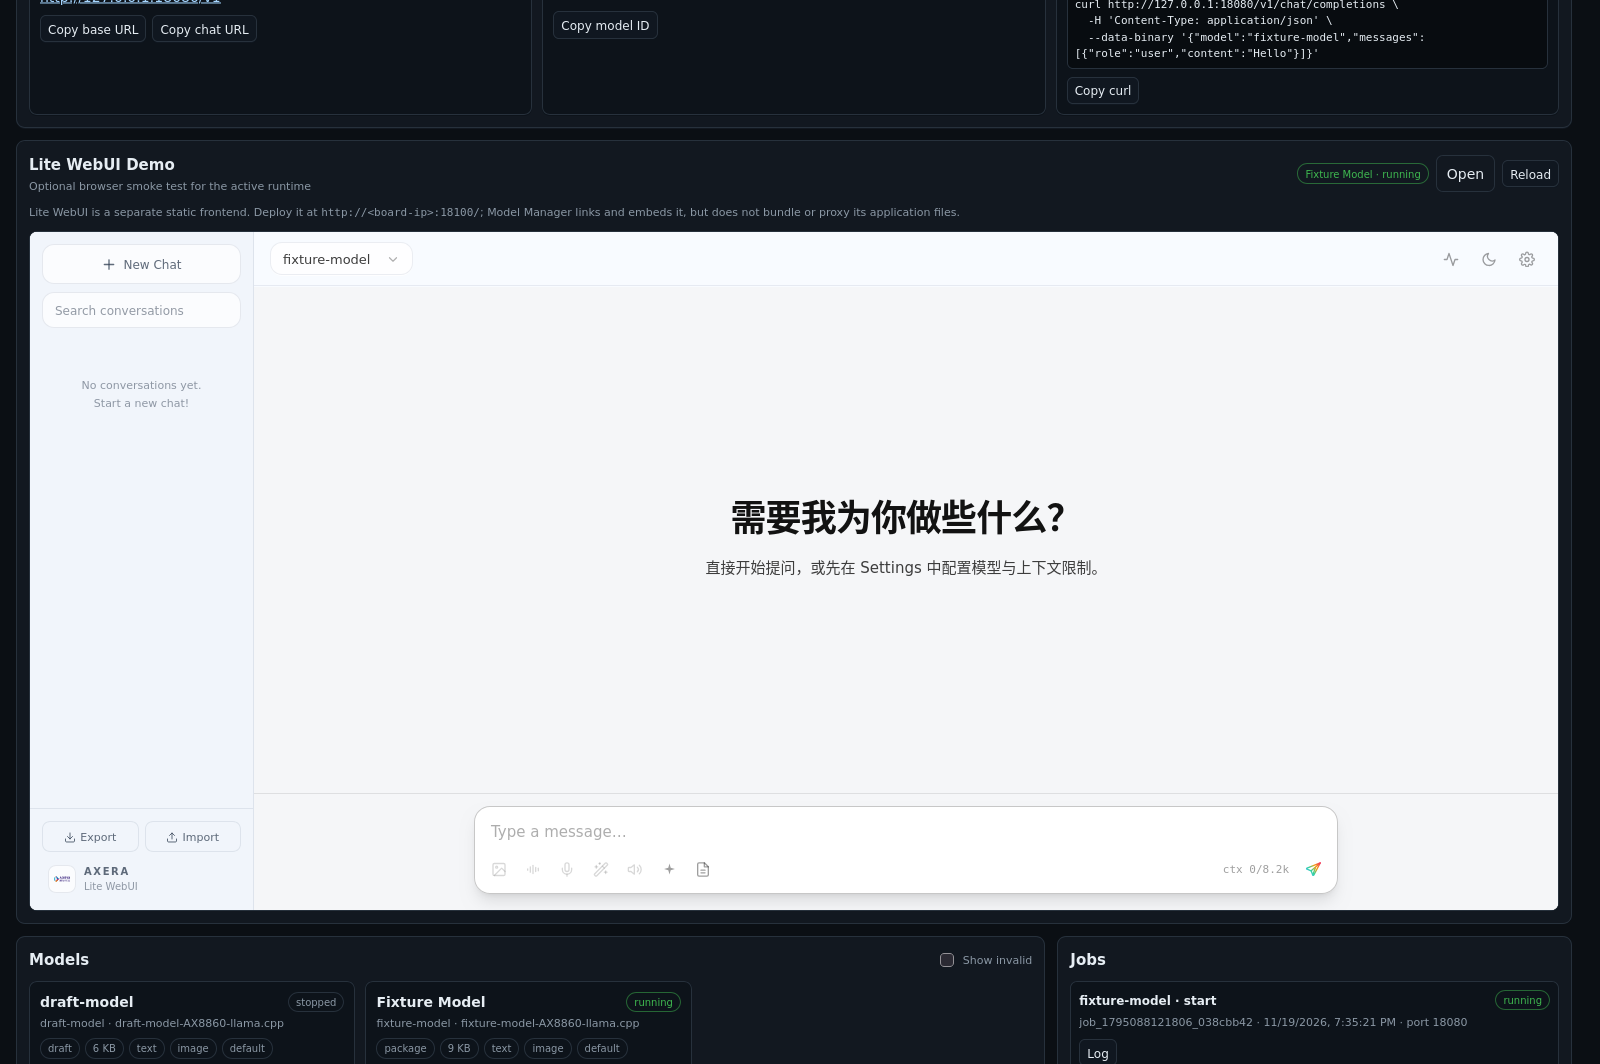 http://127.0.0.1:18080/v1
Copy base URL
Copy chat URL
Copy model ID
curl http://127.0.0.1:18080/v1/chat/completions \
-H 'Content-Type: application/json' \
--data-binary '{"model":"fixture-model","messages":
[{"role":"user","content":"Hello"}]}'
Copy curl
Lite WebUI Demo
Optional browser smoke test for the active runtime
Fixture Model · running
Open
Reload
Lite WebUI is a separate static frontend. Deploy it at http://<board-ip>:18100/; Model Manager links and embeds it, but does not bundle or proxy its application files.
New Chat
Search conversations
No conversations yet.
Start a new chat!
Export
Import
AXERA
Lite WebUI
fixture-model
需要我为你做些什么？
直接开始提问，或先在 Settings 中配置模型与上下文限制。
Type a message...
ctx 0/8.2k
Models
Show invalid
draft-model
stopped
draft-model · draft-model-AX8860-llama.cpp
draft
6 KB
text
image
default
Fixture Model
running
fixture-model · fixture-model-AX8860-llama.cpp
package
9 KB
text
image
default
Jobs
fixture-model · start
running
job_1795088121806_038cbb42 · 11/19/2026, 7:35:21 PM · port 18080
Log